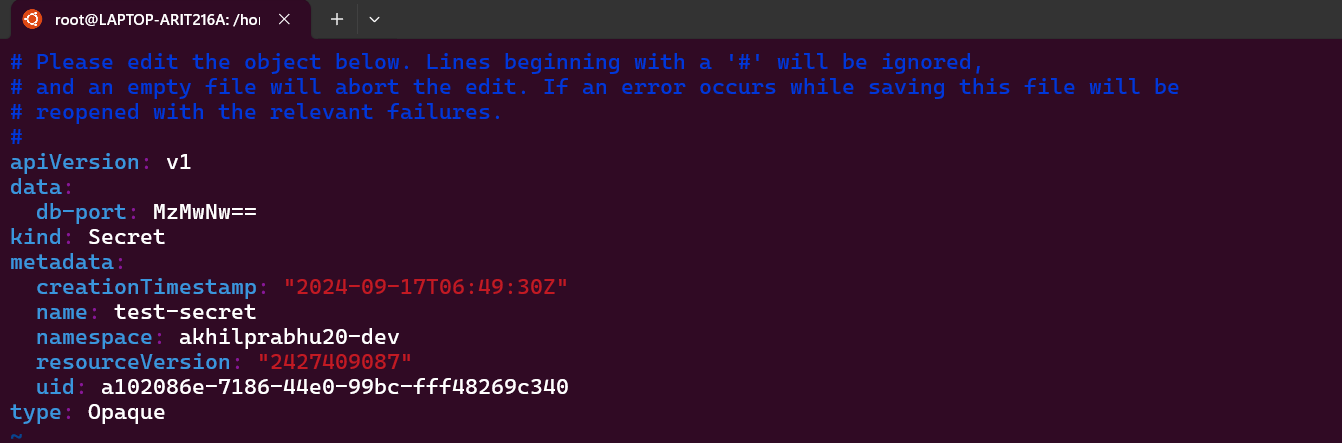 root@LAPTOP-ARIT216A: /hor
# Please edit the object below. Lines beginning with a '#' will be ignored,
# and an empty file will abort the edit. If an error occurs while saving this file will be
# reopened with the relevant failures.
#
apiVersion: v1
data:
  db-port: MzMwNw==
kind: Secret
metadata:
  creationTimestamp: "2024-09-17T06:49:30Z"
  name: test-secret
  namespace: akhilprabhu20-dev
  resourceVersion: "2427409087"
  uid: a102086e-7186-44e0-99bc-fff48269c340
type: Opaque
~